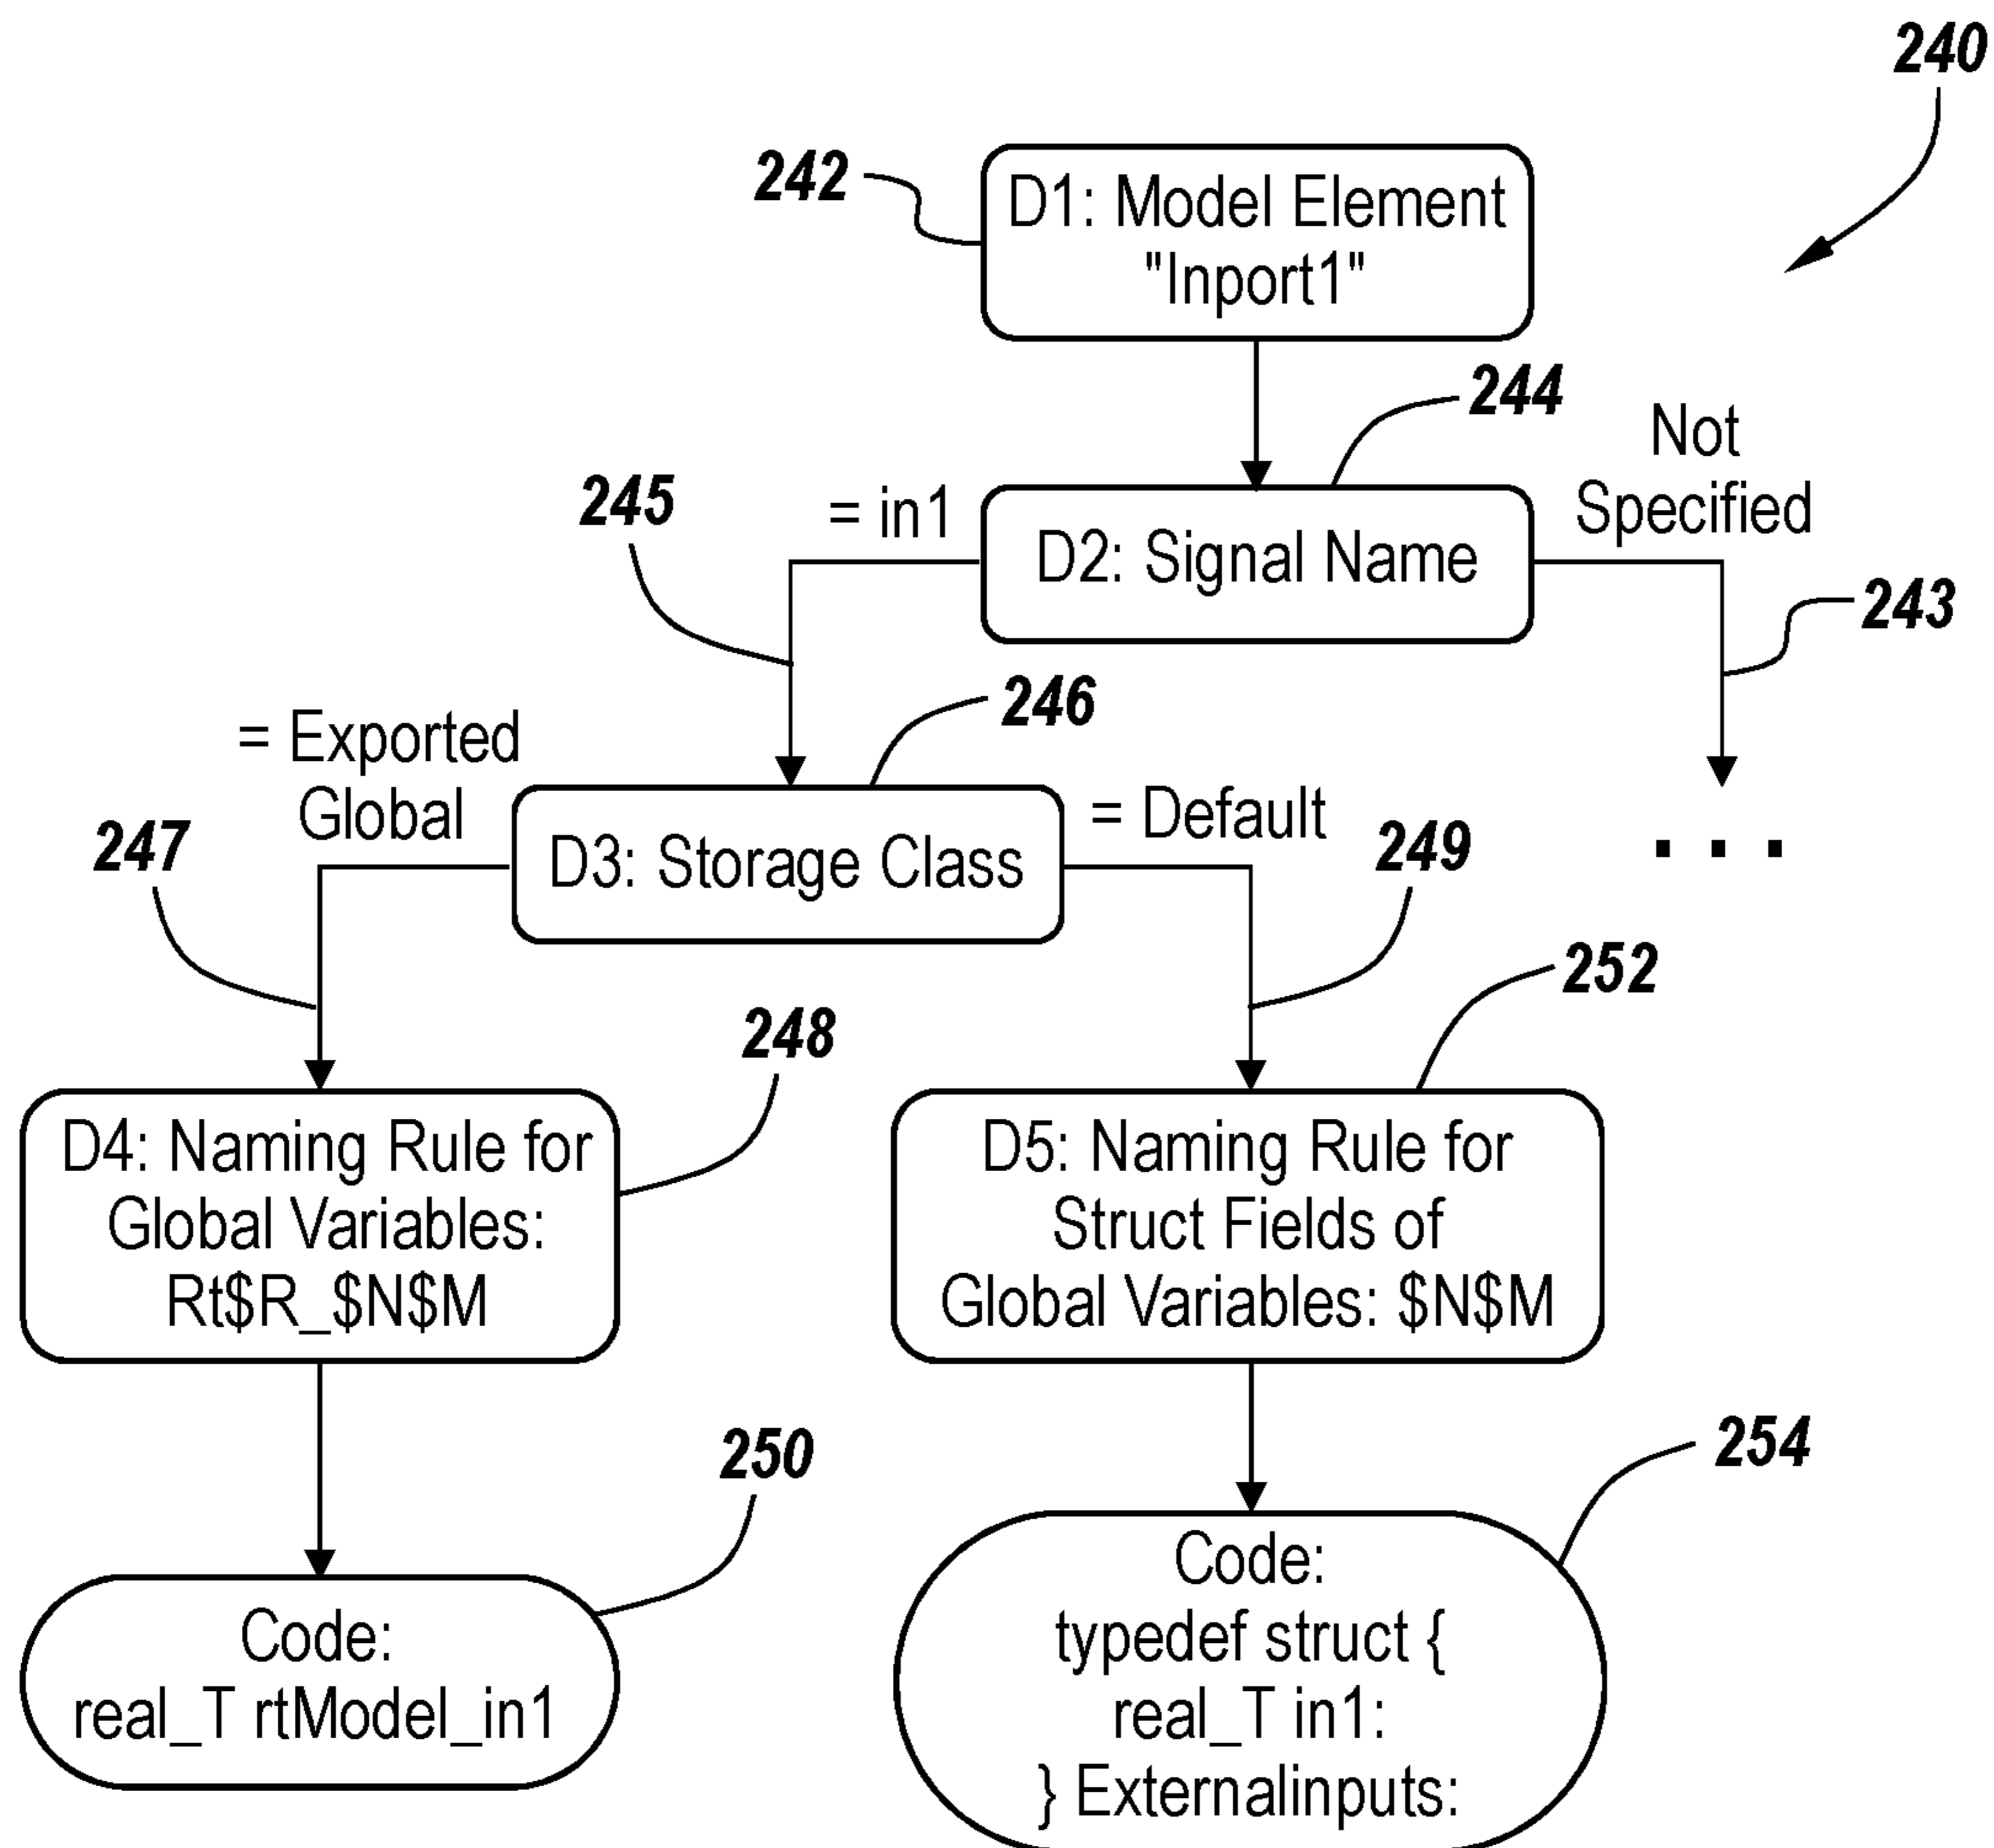 240
242
D1: Model Element
"Inport1"
244
Not
Specified
245
= in1
D2: Signal Name
243
246
= Exported
Global
= Default
247
D3: Storage Class
249
252
248
D4: Naming Rule for
Global Variables:
Rt$R_$N$M
D5: Naming Rule for
Struct Fields of
Global Variables: $N$M
250
254
Code:
real_T rtModel_in1
Code:
typedef struct {
real_T in1:
} Externalinputs: